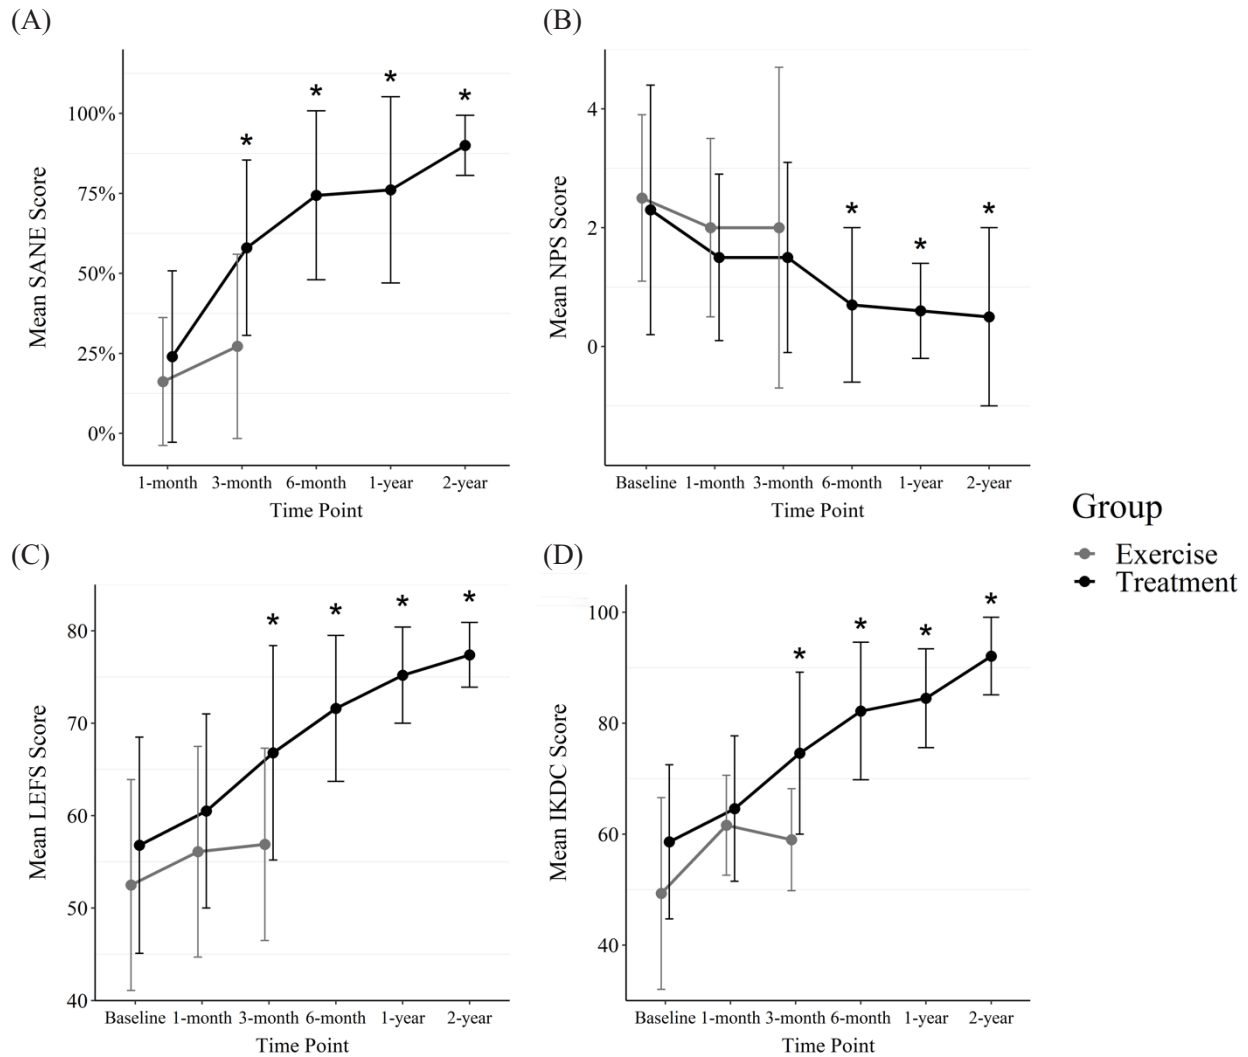 (A)
Mean SANE Score
100%
75%
50%
25%
0%
* * * *
1-month 3-month 6-month 1-year 2-year
Time Point
(B)
Mean NPS Score
4
2
0
* * *
Baseline 1-month 3-month 6-month 1-year 2-year
Time Point
Group
Exercise
Treatment
(C)
Mean LEFS Score
80
70
60
50
40
* * * *
Baseline 1-month 3-month 6-month 1-year 2-year
Time Point
(D)
Mean IKDC Score
100
80
60
40
* * * *
Baseline 1-month 3-month 6-month 1-year 2-year
Time Point